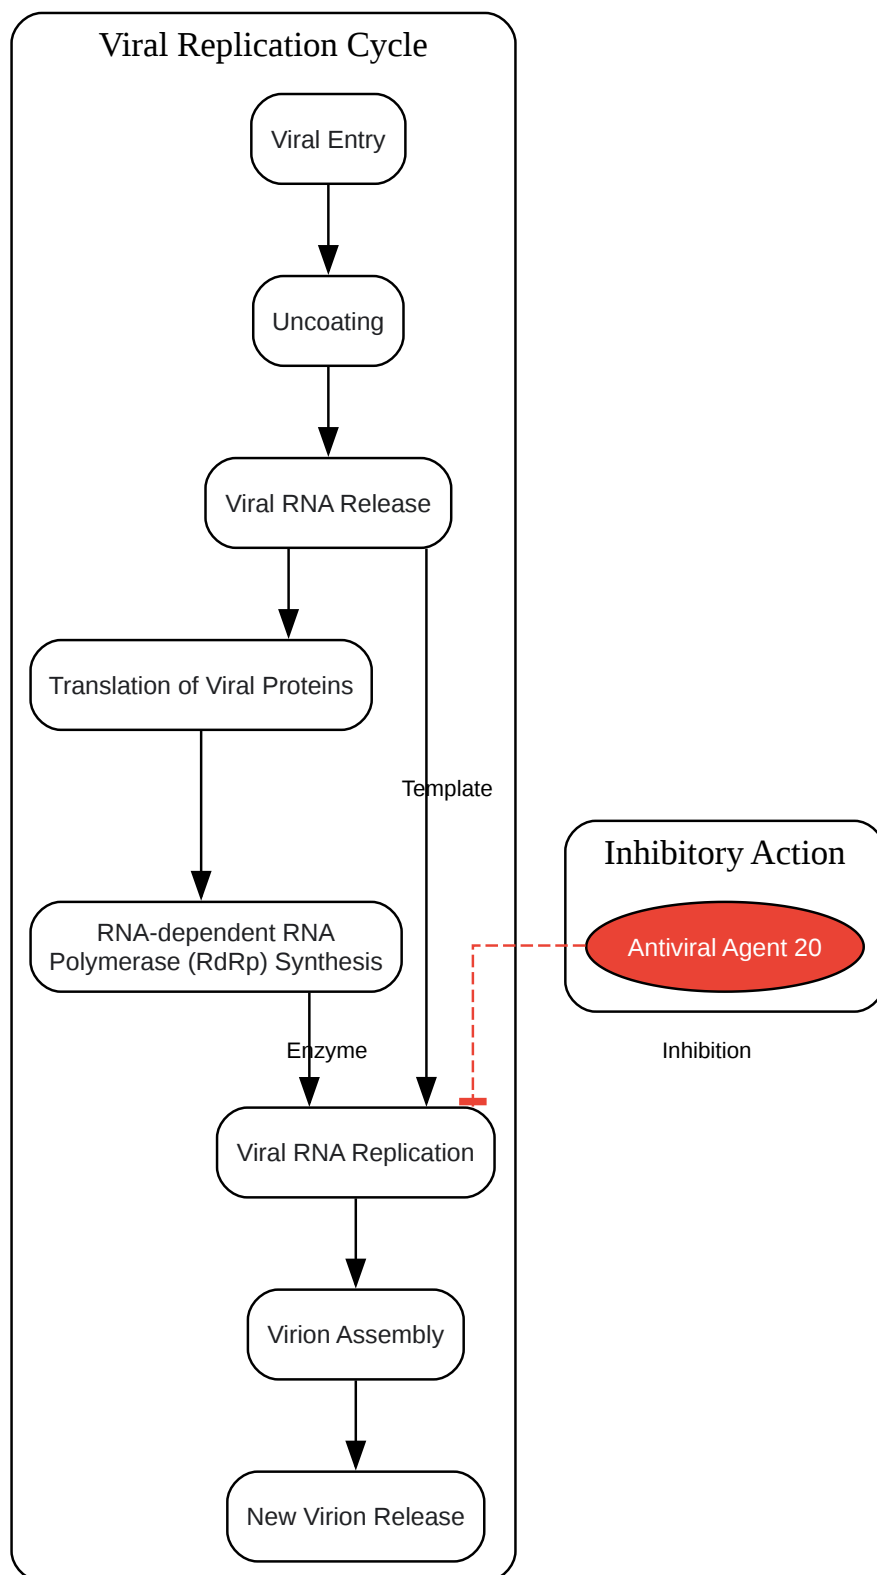 Viral Replication Cycle
Viral Entry
Uncoating
Viral RNA Release
Translation of Viral Proteins
Template
Inhibitory Action
RNA-dependent RNA
Polymerase (RdRp) Synthesis
Antiviral Agent 20
Enzyme
Inhibition
Viral RNA Replication
Virion Assembly
New Virion Release